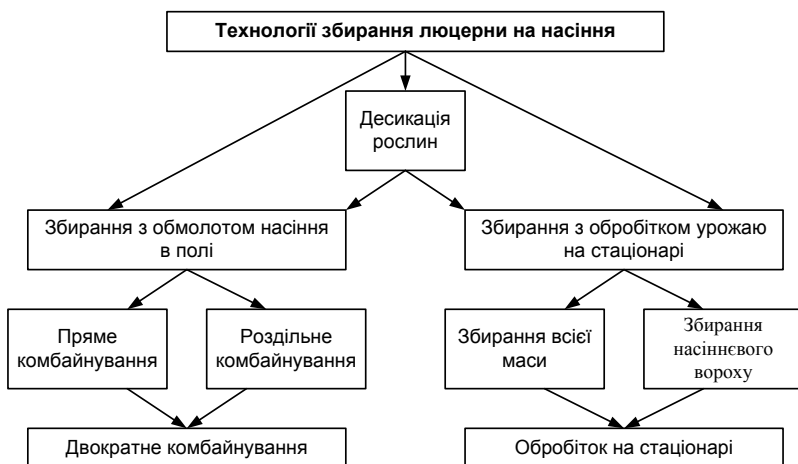 Технології збирання люцерни на насіння
Десикація
рослин
Збирання з обмолотом насіння
в полі
Збирання з обробітком урожаю
на стаціонарі
Пряме
комбайнування
Роздільне
комбайнування
Збирання всієї
маси
Збирання
насіннєвого
вороху
Двократне комбайнування
Обробіток на стаціонарі